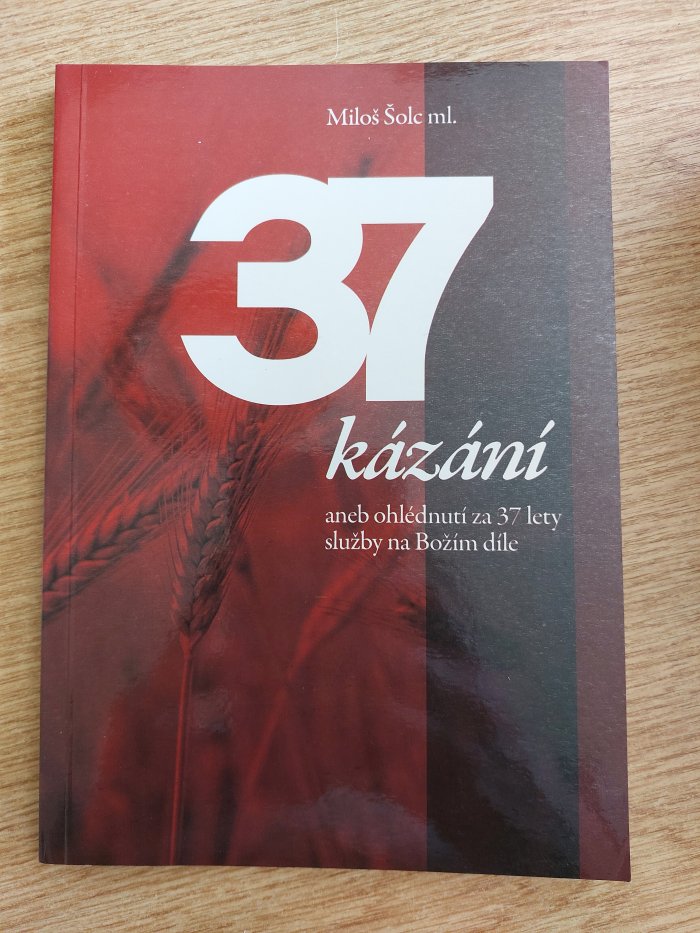 Miloš Šolc ml.
37
kázání
aneb ohlédnutí za 37 lety
služby na Božím díle